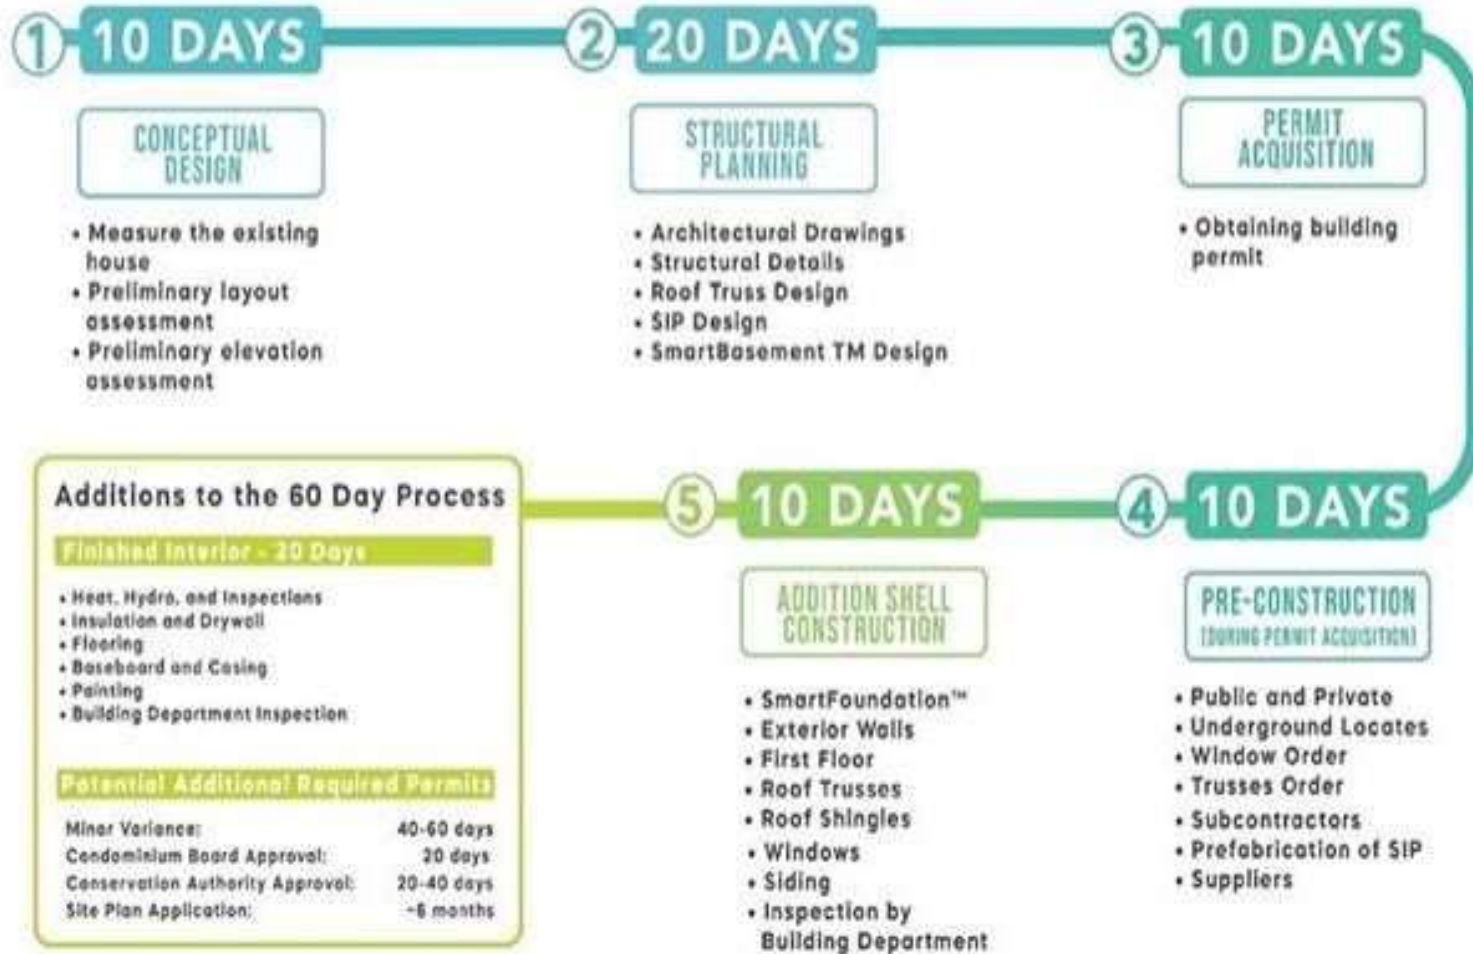 1 10 DAYS
CONCEPTUAL
DESIGN
• Measure the existing
house
• Preliminary layout
assessment
• Preliminary elevation
assessment
2 20 DAYS
STRUCTURAL
PLANNING
• Architectural Drawings
• Structural Details
• Roof Truss Design
• SIP Design
• SmartBasement TM Design
3 10 DAYS
PERMIT
ACQUISITION
• Obtaining building
permit
4 10 DAYS
PRE-CONSTRUCTION
(DURING PERMIT ACQUISITION)
• Public and Private
• Underground Locates
• Window Order
• Trusses Order
• Subcontractors
• Prefabrication of SIP
• Suppliers
5 10 DAYS
ADDITION SHELL
CONSTRUCTION
• SmartFoundation™
• Exterior Walls
• First Floor
• Roof Trusses
• Roof Shingles
• Windows
• Siding
• Inspection by
Building Department
Additions to the 60 Day Process
Finished Interior - 20 Days
• Heat, Hydro, and Inspections
• Insulation and Drywall
• Flooring
• Baseboard and Casing
• Painting
• Building Department Inspection
Potential Additional Required Permits
Minor Variance: 40-60 days
Condominium Board Approval: 20 days
Conservation Authority Approval: 20-40 days
Site Plan Application: ~6 months